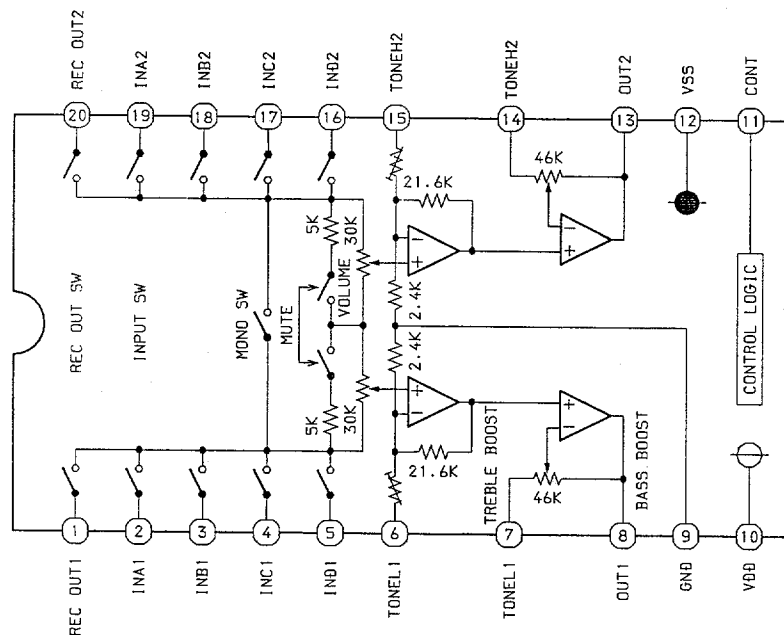 REC OUT2
INA2
INB2
INC2
IND2
TONEH2
TONEH2
OUT2
VSS
CONT
20
19
18
17
16
15
14
13
12
11
46K
21.6K
5K
30K
2.4K
2.4K
REC OUT SW
INPUT SW
MONO SW
MUTE
VOLUME
CONTROL LOGIC
5K
30K
21.6K
TREBLE BOOST
46K
BASS BOOST
1
2
3
4
5
6
7
8
9
10
REC OUT1
INA1
INB1
INC1
IND1
TONEL1
TONEL1
OUT1
GND
VDD